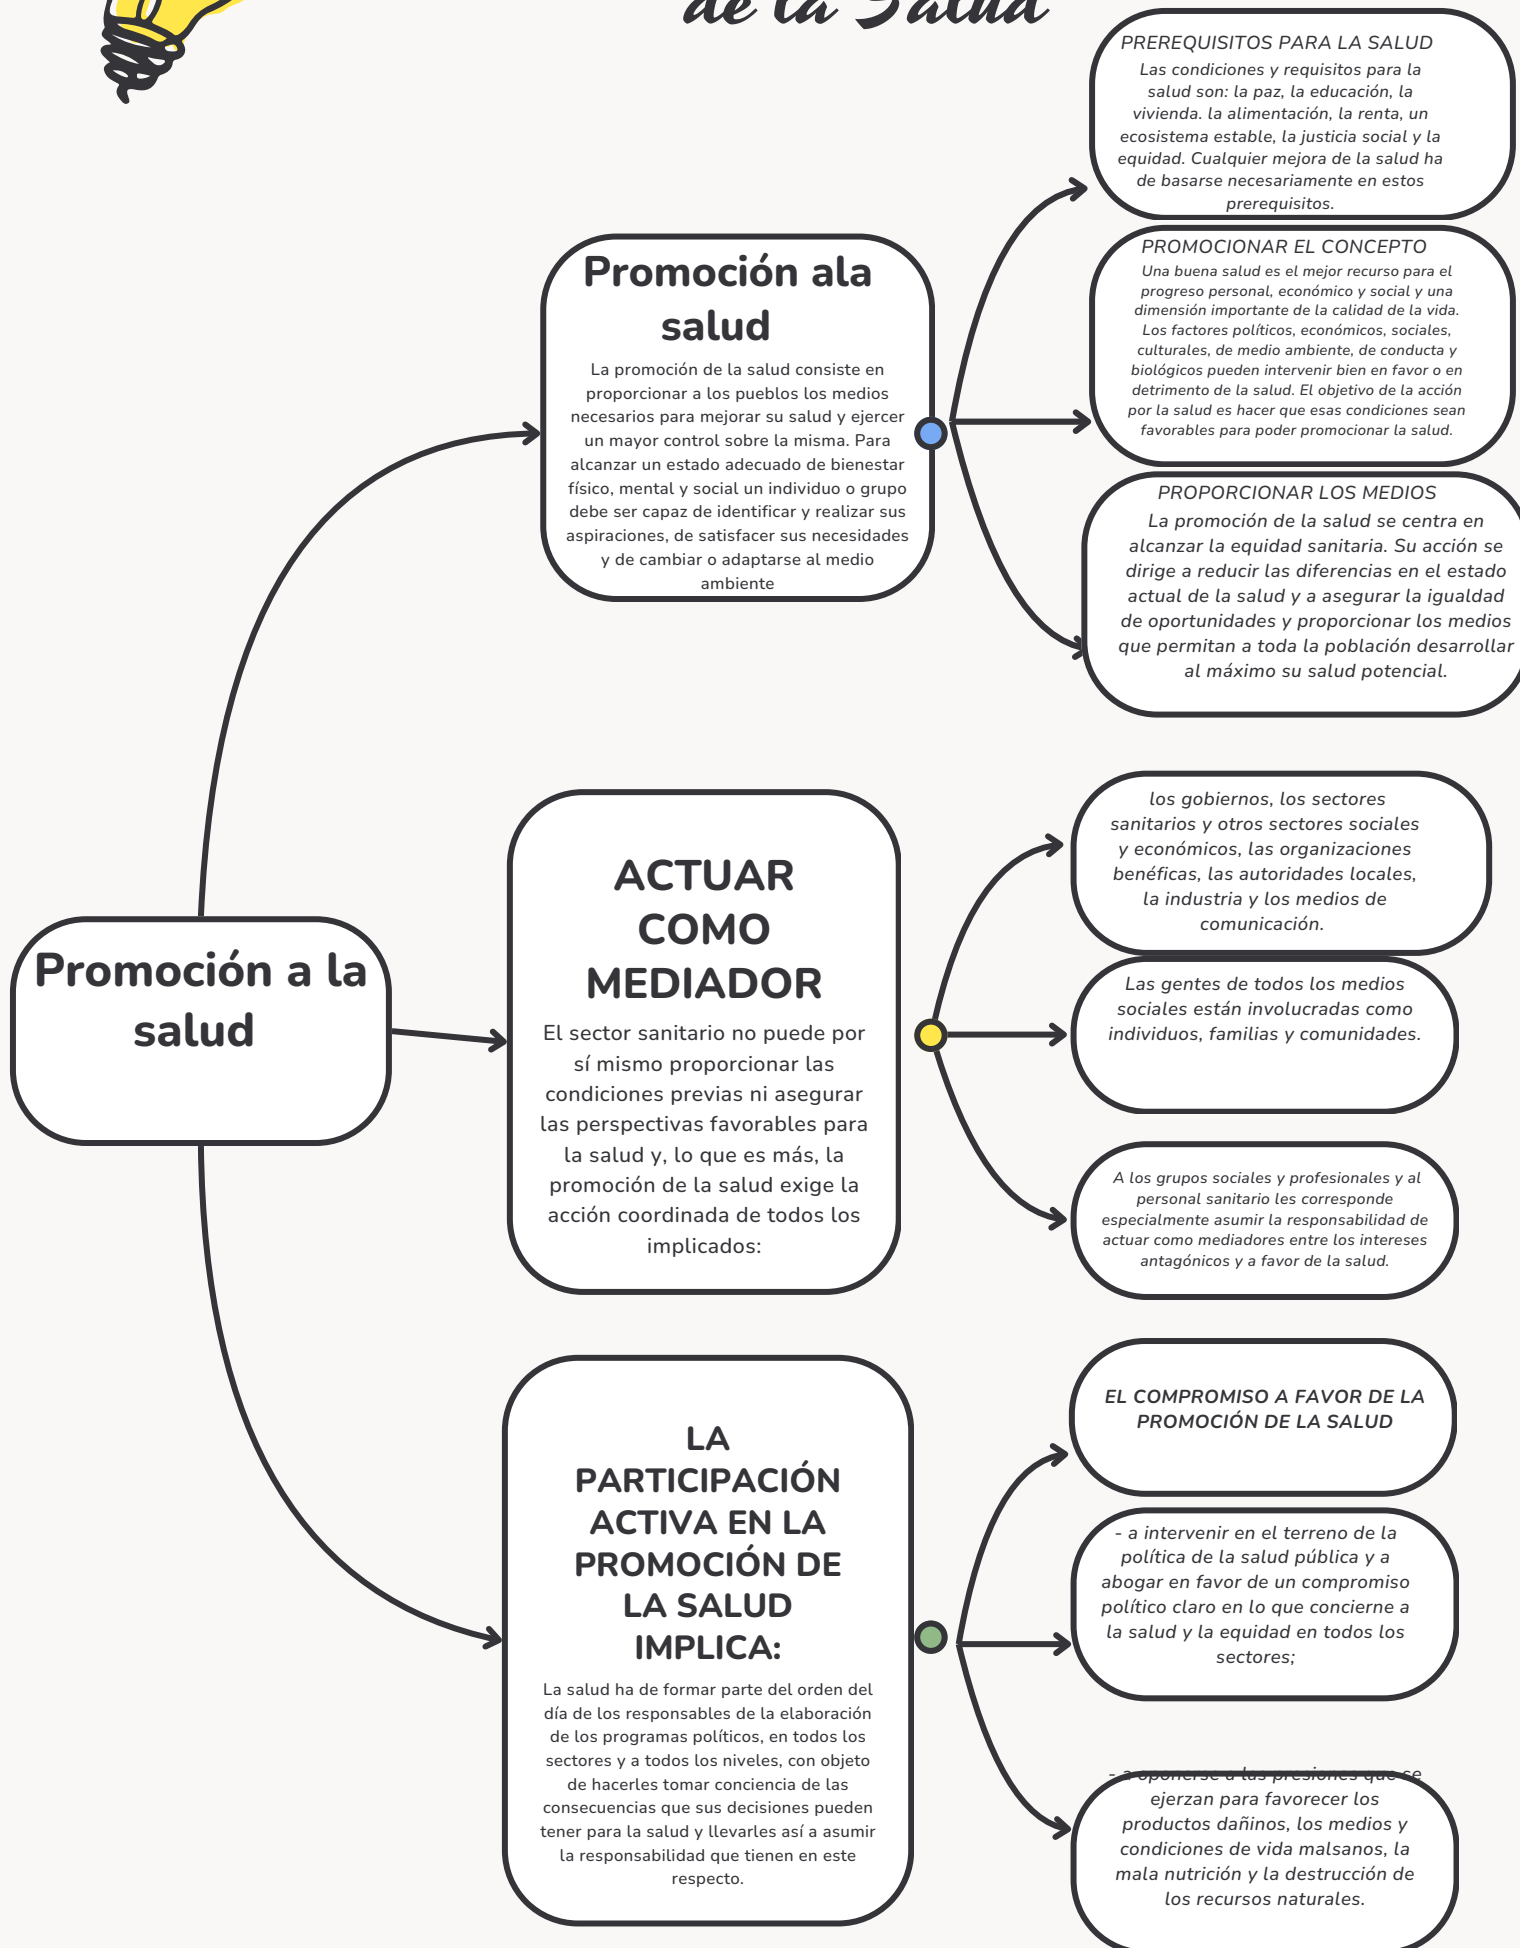 de la Salud
PREREQUISITOS PARA LA SALUD
Las condiciones y requisitos para la
salud son: la paz, la educación, la
vivienda. la alimentación, la renta, un
ecosistema estable, la justicia social y la
equidad. Cualquier mejora de la salud ha
de basarse necesariamente en estos
prerequisitos.
Promoción ala
salud
La promoción de la salud consiste en
proporcionar a los pueblos los medios
necesarios para mejorar su salud y ejercer
un mayor control sobre la misma. Para
alcanzar un estado adecuado de bienestar
físico, mental y social un individuo o grupo
debe ser capaz de identificar y realizar sus
aspiraciones, de satisfacer sus necesidades
y de cambiar o adaptarse al medio
ambiente
PROMOCIONAR EL CONCEPTO
Una buena salud es el mejor recurso para el
progreso personal, económico y social y una
dimensión importante de la calidad de la vida.
Los factores políticos, económicos, sociales,
culturales, de medio ambiente, de conducta y
biológicos pueden intervenir bien en favor o en
detrimento de la salud. El objetivo de la acción
por la salud es hacer que esas condiciones sean
favorables para poder promocionar la salud.
PROPORCIONAR LOS MEDIOS
La promoción de la salud se centra en
alcanzar la equidad sanitaria. Su acción se
dirige a reducir las diferencias en el estado
actual de la salud y a asegurar la igualdad
de oportunidades y proporcionar los medios
que permitan a toda la población desarrollar
al máximo su salud potencial.
Promoción a la
salud
ACTUAR
COMO
MEDIADOR
El sector sanitario no puede por
sí mismo proporcionar las
condiciones previas ni asegurar
las perspectivas favorables para
la salud y, lo que es más, la
promoción de la salud exige la
acción coordinada de todos los
implicados:
los gobiernos, los sectores
sanitarios y otros sectores sociales
y económicos, las organizaciones
benéficas, las autoridades locales,
la industria y los medios de
comunicación.
Las gentes de todos los medios
sociales están involucradas como
individuos, familias y comunidades.
A los grupos sociales y profesionales y al
personal sanitario les corresponde
especialmente asumir la responsabilidad de
actuar como mediadores entre los intereses
antagónicos y a favor de la salud.
LA
PARTICIPACIÓN
ACTIVA EN LA
PROMOCIÓN DE
LA SALUD
IMPLICA:
La salud ha de formar parte del orden del
día de los responsables de la elaboración
de los programas políticos, en todos los
sectores y a todos los niveles, con objeto
de hacerles tomar conciencia de las
consecuencias que sus decisiones pueden
tener para la salud y llevarles así a asumir
la responsabilidad que tienen en este
respecto.
EL COMPROMISO A FAVOR DE LA
PROMOCIÓN DE LA SALUD
- a intervenir en el terreno de la
política de la salud pública y a
abogar en favor de un compromiso
político claro en lo que concierne a
la salud y la equidad en todos los
sectores;
- a oponerse a las presiones que se
ejerzan para favorecer los
productos dañinos, los medios y
condiciones de vida malsanos, la
mala nutrición y la destrucción de
los recursos naturales.